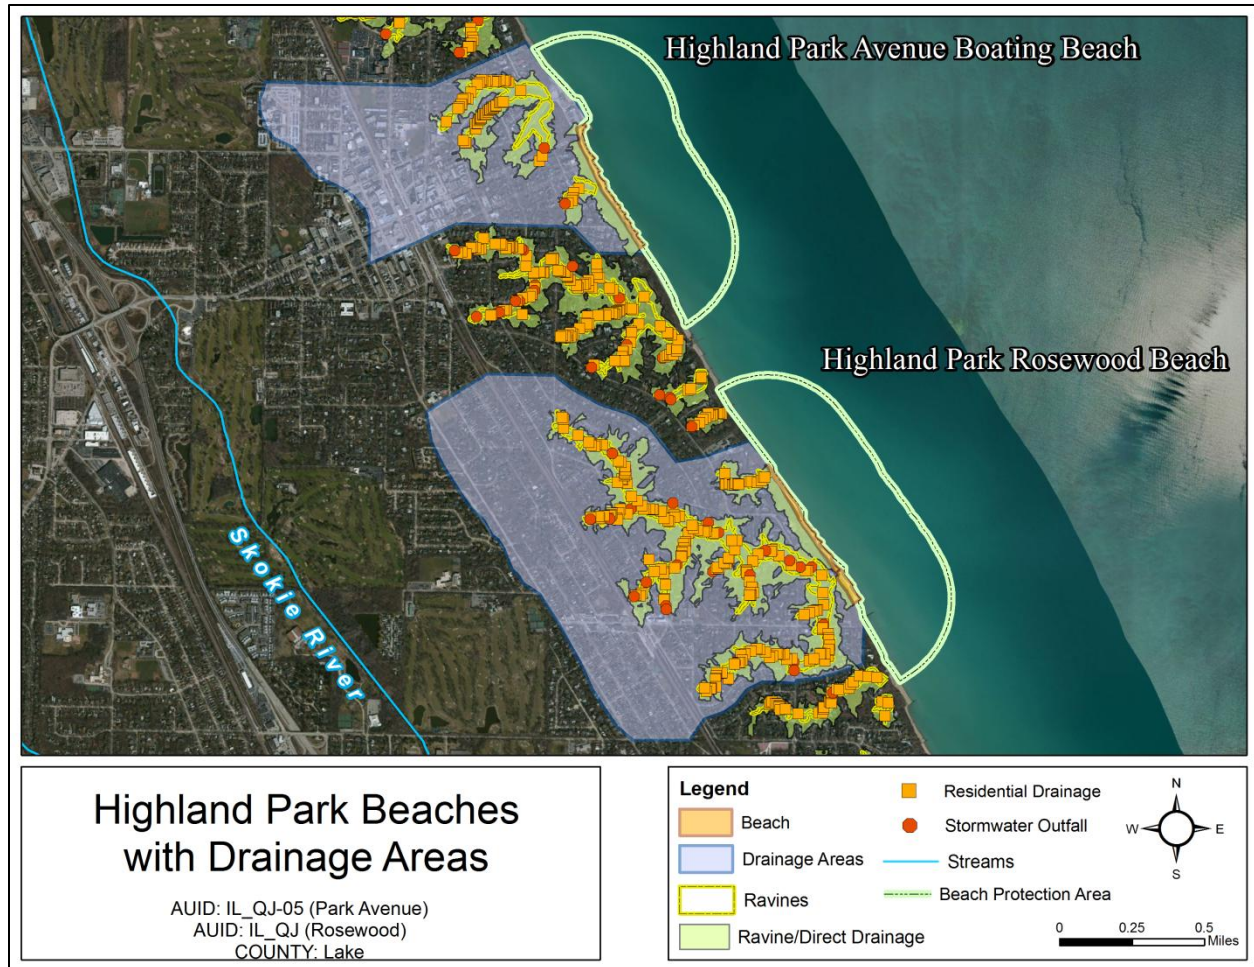 Highland Park Avenue Boating Beach
Highland Park Rosewood Beach
Skokie River
Highland Park Beaches
with Drainage Areas
AUID: IL_QJ-05 (Park Avenue)
AUID: IL_QJ (Rosewood)
COUNTY: Lake
Legend
Beach
Drainage Areas
Ravines
Ravine/Direct Drainage
Residential Drainage
Stormwater Outfall
Streams
Beach Protection Area
N
W E
S
0 0.25 0.5
Miles